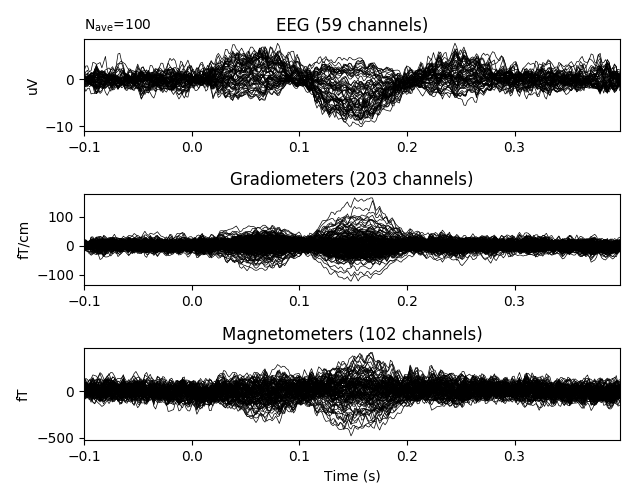 N_ave=100
EEG (59 channels)
uV
0
−10
−0.1 0.0 0.1 0.2 0.3
Gradiometers (203 channels)
fT/cm
100
0
−100
−0.1 0.0 0.1 0.2 0.3
Magnetometers (102 channels)
fT
0
−500
−0.1 0.0 0.1 0.2 0.3
Time (s)